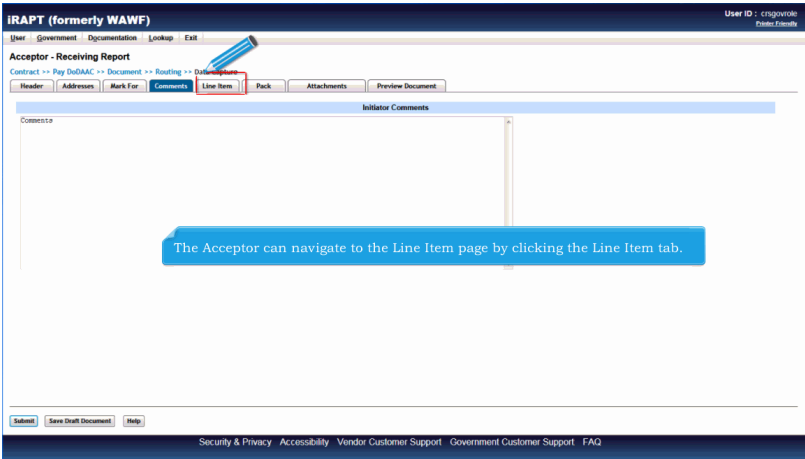 iRAPT (formerly WAWF)
User ID : crsgovrole
Printer Friendly
User Government Documentation Lookup Exit
Acceptor - Receiving Report
Contract >> Pay DoDAAC >> Document >> Routing >> Data Capture
Header Addresses Mark For Comments Line Item Pack Attachments Preview Document
Initiator Comments
Comments
The Acceptor can navigate to the Line Item page by clicking the Line Item tab.
Submit Save Draft Document Help
Security & Privacy Accessibility Vendor Customer Support Government Customer Support FAQ